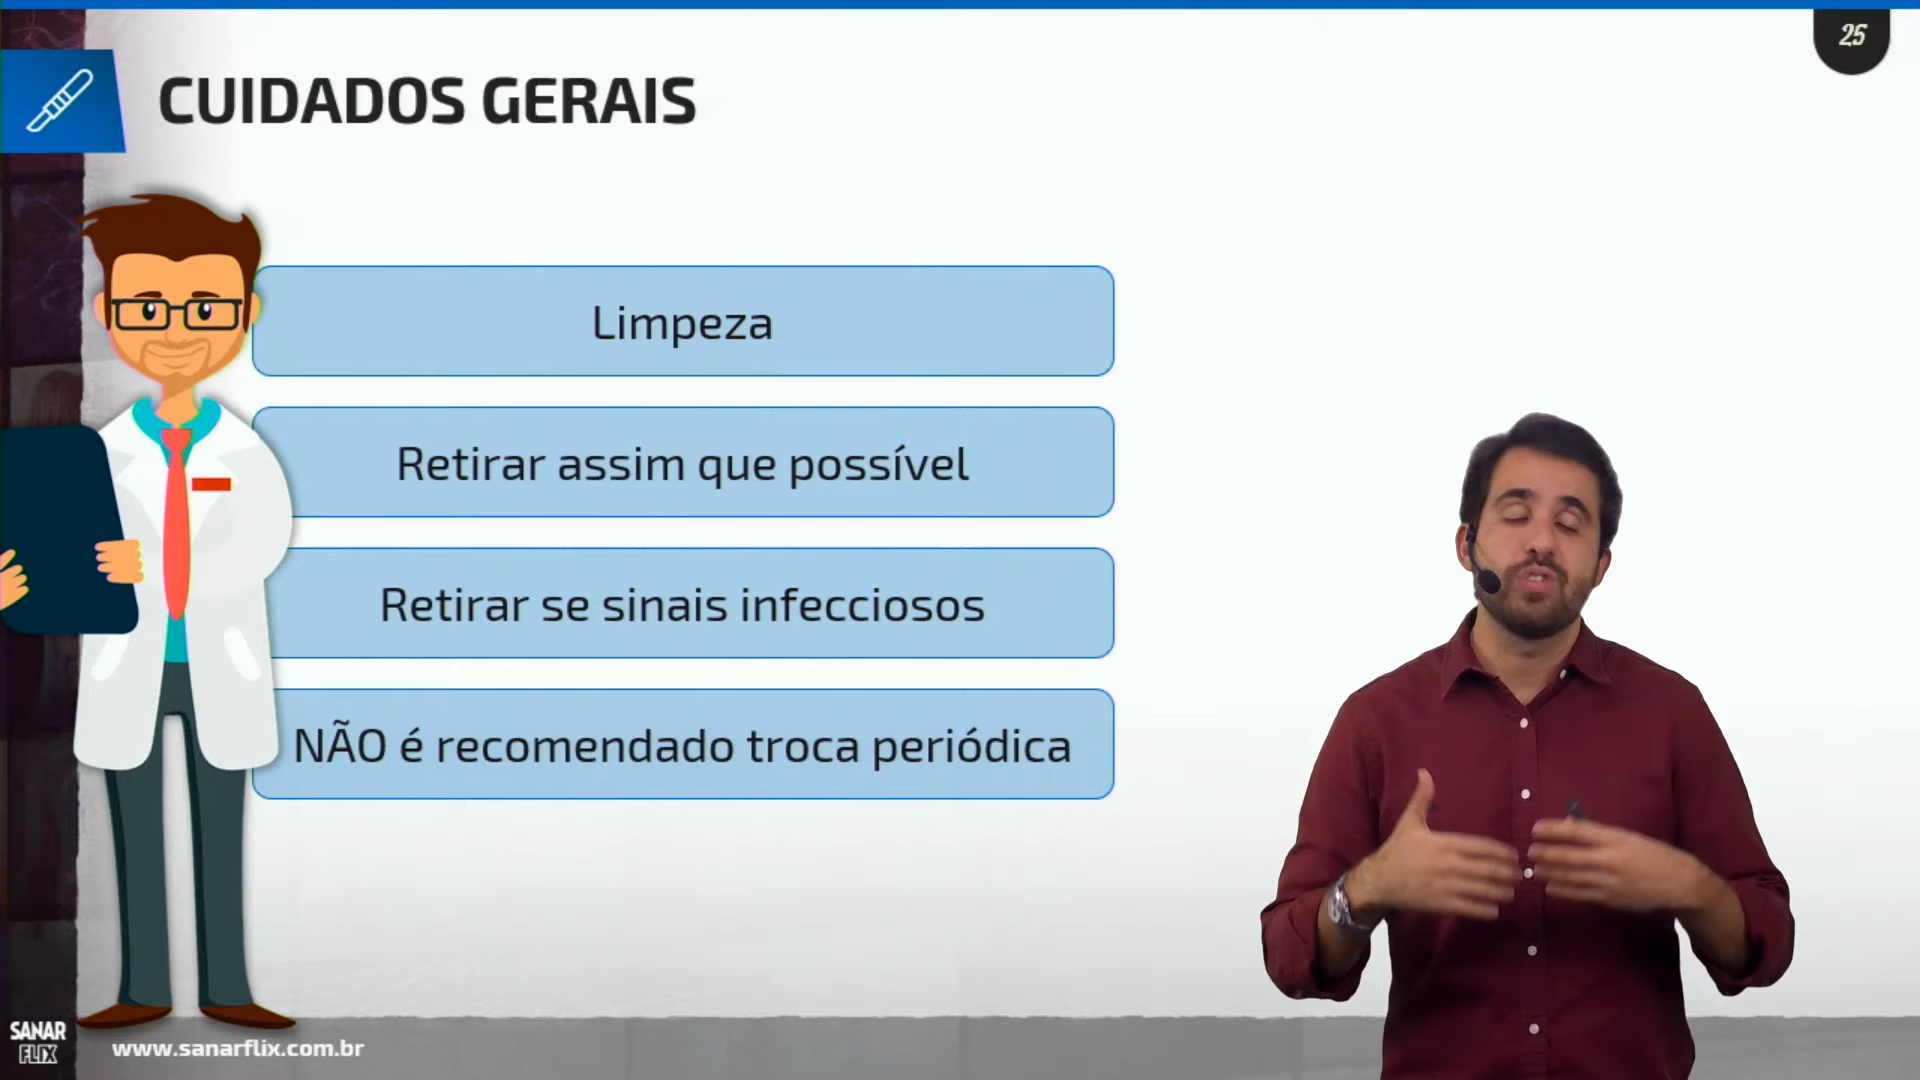 25
CUIDADOS GERAIS
Limpeza
Retirar assim que possível
Retirar se sinais infecciosos
NÃO é recomendado troca periódica
SANAR
FLIX
www.sanarflix.com.br